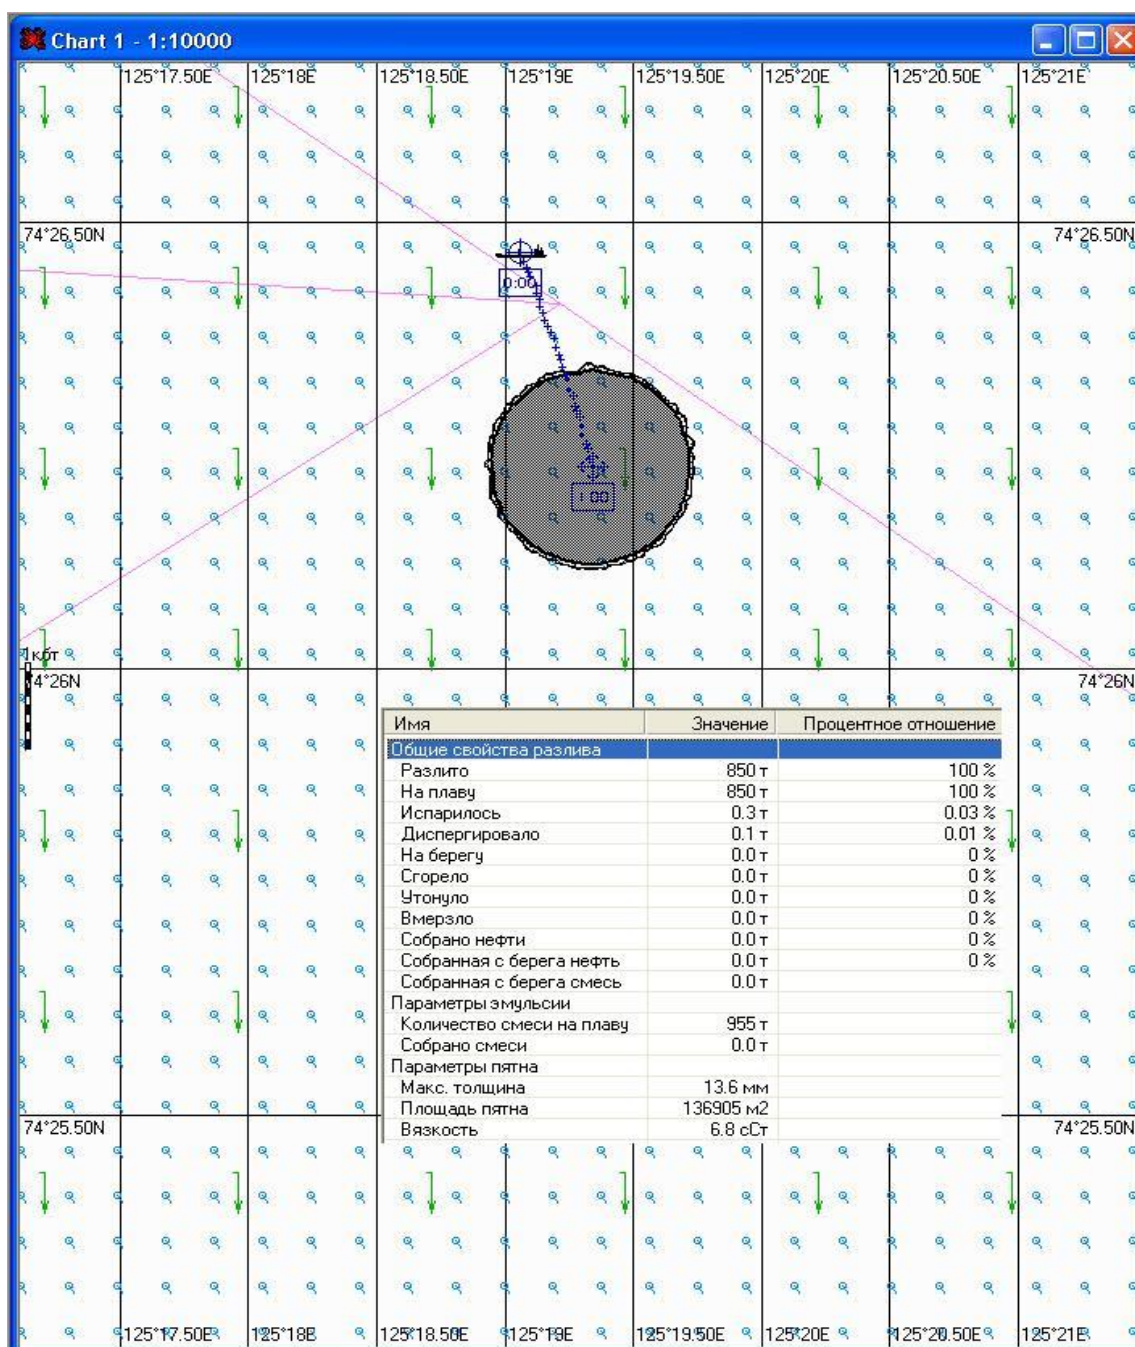 Chart 1 - 1:10000
125°17.50E 125°18E 125°18.50E 125°19E 125°19.50E 125°20E 125°20.50E 125°21E
74°26.50N 74°26.50N
0:00
1:00
1кбт
74°26N 74°26N
Имя Значение Процентное отношение
Общие свойства разлива
Разлито 850 т 100 %
На плаву 850 т 100 %
Испарилось 0.3 т 0.03 %
Диспергировало 0.1 т 0.01 %
На берегу 0.0 т 0 %
Сгорело 0.0 т 0 %
Утонуло 0.0 т 0 %
Вмерзло 0.0 т 0 %
Собрано нефти 0.0 т 0 %
Собранная с берега нефть 0.0 т 0 %
Собранная с берега смесь 0.0 т
Параметры эмульсии
Количество смеси на плаву 955 т
Собрано смеси 0.0 т
Параметры пятна
Макс. толщина 13.6 мм
Площадь пятна 136905 м2
Вязкость 6.8 сСт
74°25.50N 74°25.50N
125°17.50E 125°18E 125°18.50E 125°19E 125°19.50E 125°20E 125°20.50E 125°21E